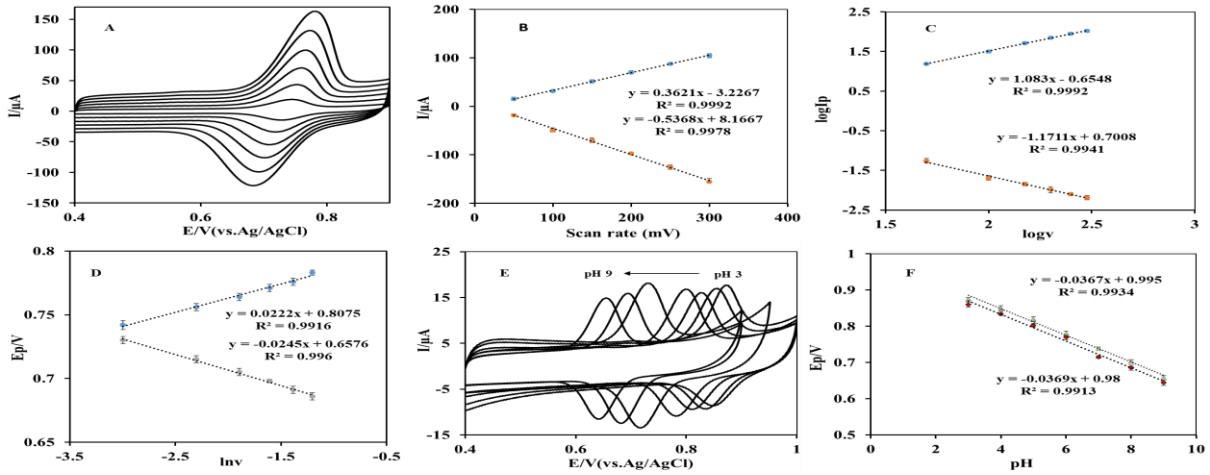 A
I/µA
150
100
50
0
-50
-100
-150
0.4
0.6
0.8
E/V(vs.Ag/AgCl)
B
I/µA
200
100
0
-100
-200
y = 0.3621x - 3.2267
R² = 0.9992
y = -0.5368x + 8.1667
R² = 0.9978
0
100
200
300
400
Scan rate (mV)
C
logIp
2.5
1.5
0.5
-0.5
-1.5
-2.5
y = 1.083x - 0.6548
R² = 0.9992
y = -1.1711x + 0.7008
R² = 0.9941
1.5
2
2.5
3
logv
D
Ep/V
0.8
0.75
0.7
0.65
y = 0.0222x + 0.8075
R² = 0.9916
y = -0.0245x + 0.6576
R² = 0.996
-3.5
-2.5
-1.5
-0.5
lnv
E
pH 9
pH 3
I/µA
25
15
5
-5
-15
0.4
0.6
0.8
1
E/V(vs.Ag/AgCl)
F
Ep/V
1
0.9
0.8
0.7
0.6
0.5
y = -0.0367x + 0.995
R² = 0.9934
y = -0.0369x + 0.98
R² = 0.9913
0
2
4
6
8
10
pH